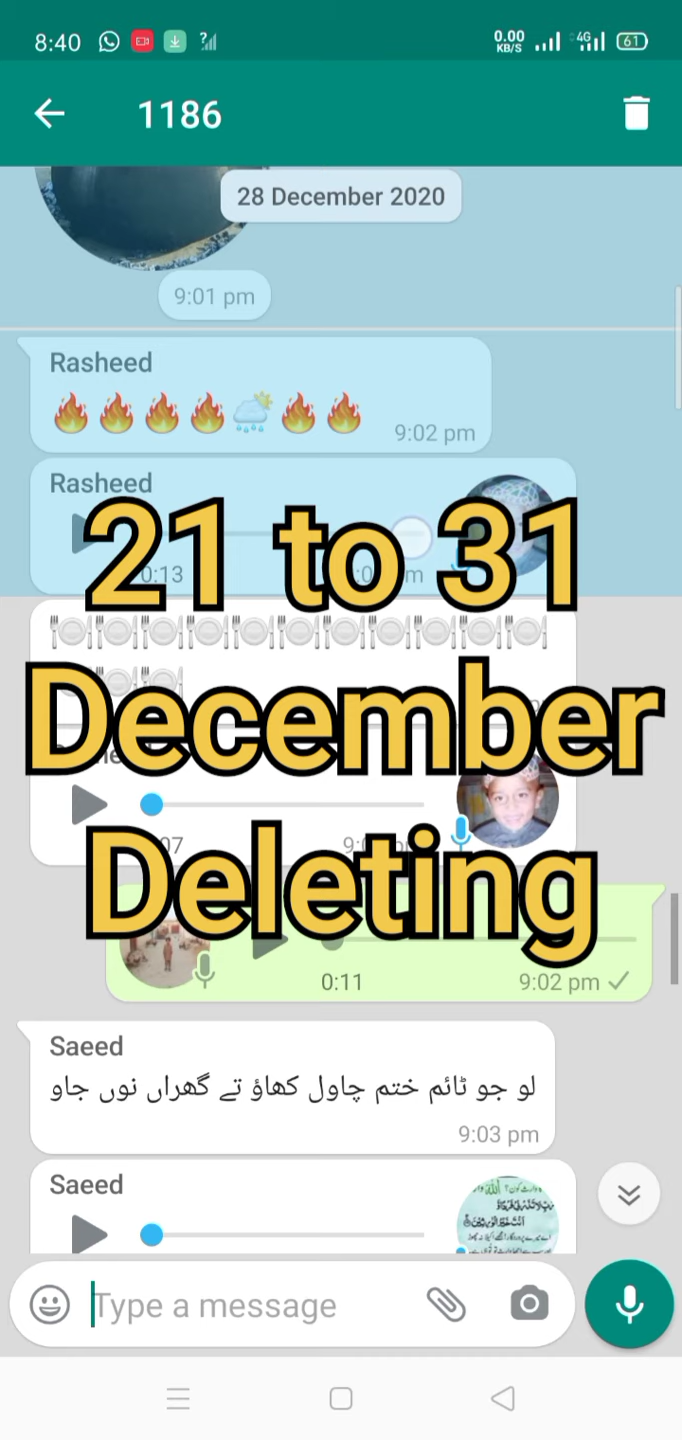 8:40
0.00 KB/S 4G 61
1186
28 December 2020
9:01 pm
Rasheed
9:02 pm
Rasheed
0:13
21 to 31
December
Deleting
0:11
9:02 pm
Saeed
لو جو ٹائم ختم چاول کھاؤ تے گھراں نوں جاو
9:03 pm
Saeed
Type a message